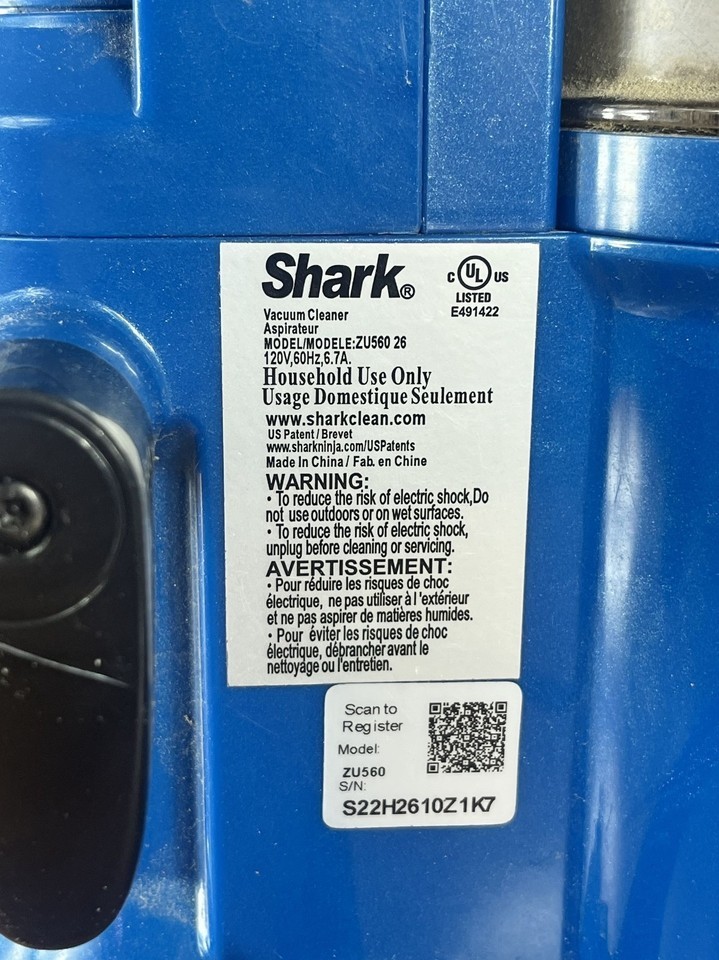 Shark®
C UL US
LISTED
E491422
Vacuum Cleaner
Aspirateur
MODEL/MODELE:ZU560 26
120V,60Hz,6.7A.
Household Use Only
Usage Domestique Seulement
www.sharkclean.com
US Patent / Brevet
www.sharkninja.com/USPatents
Made In China / Fab. en Chine
WARNING:
• To reduce the risk of electric shock,Do
not use outdoors or on wet surfaces.
• To reduce the risk of electric shock,
unplug before cleaning or servicing.
AVERTISSEMENT:
• Pour réduire les risques de choc
électrique, ne pas utiliser à l'extérieur
et ne pas aspirer de matières humides.
• Pour éviter les risques de choc
électrique, débrancher avant le
nettoyage ou l'entretien.
Scan to
Register
Model:
ZU560
S/N:
S22H2610Z1K7